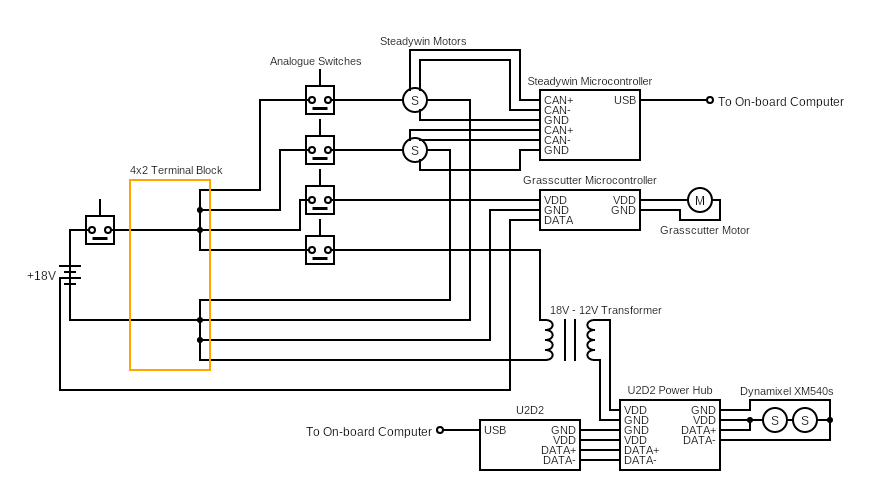 Steadywin Motors
Analogue Switches
Steadywin Microcontroller
S
CAN+
CAN-
GND
CAN+
CAN-
GND
USB
To On-board Computer
S
4x2 Terminal Block
Grasscutter Microcontroller
VDD
GND
DATA
VDD
GND
M
Grasscutter Motor
+18V
18V - 12V Transformer
U2D2 Power Hub
Dynamixel XM540s
U2D2
To On-board Computer
USB
GND
VDD
DATA+
DATA-
VDD
GND
GND
VDD
DATA+
DATA-
GND
VDD
DATA+
DATA-
S
S